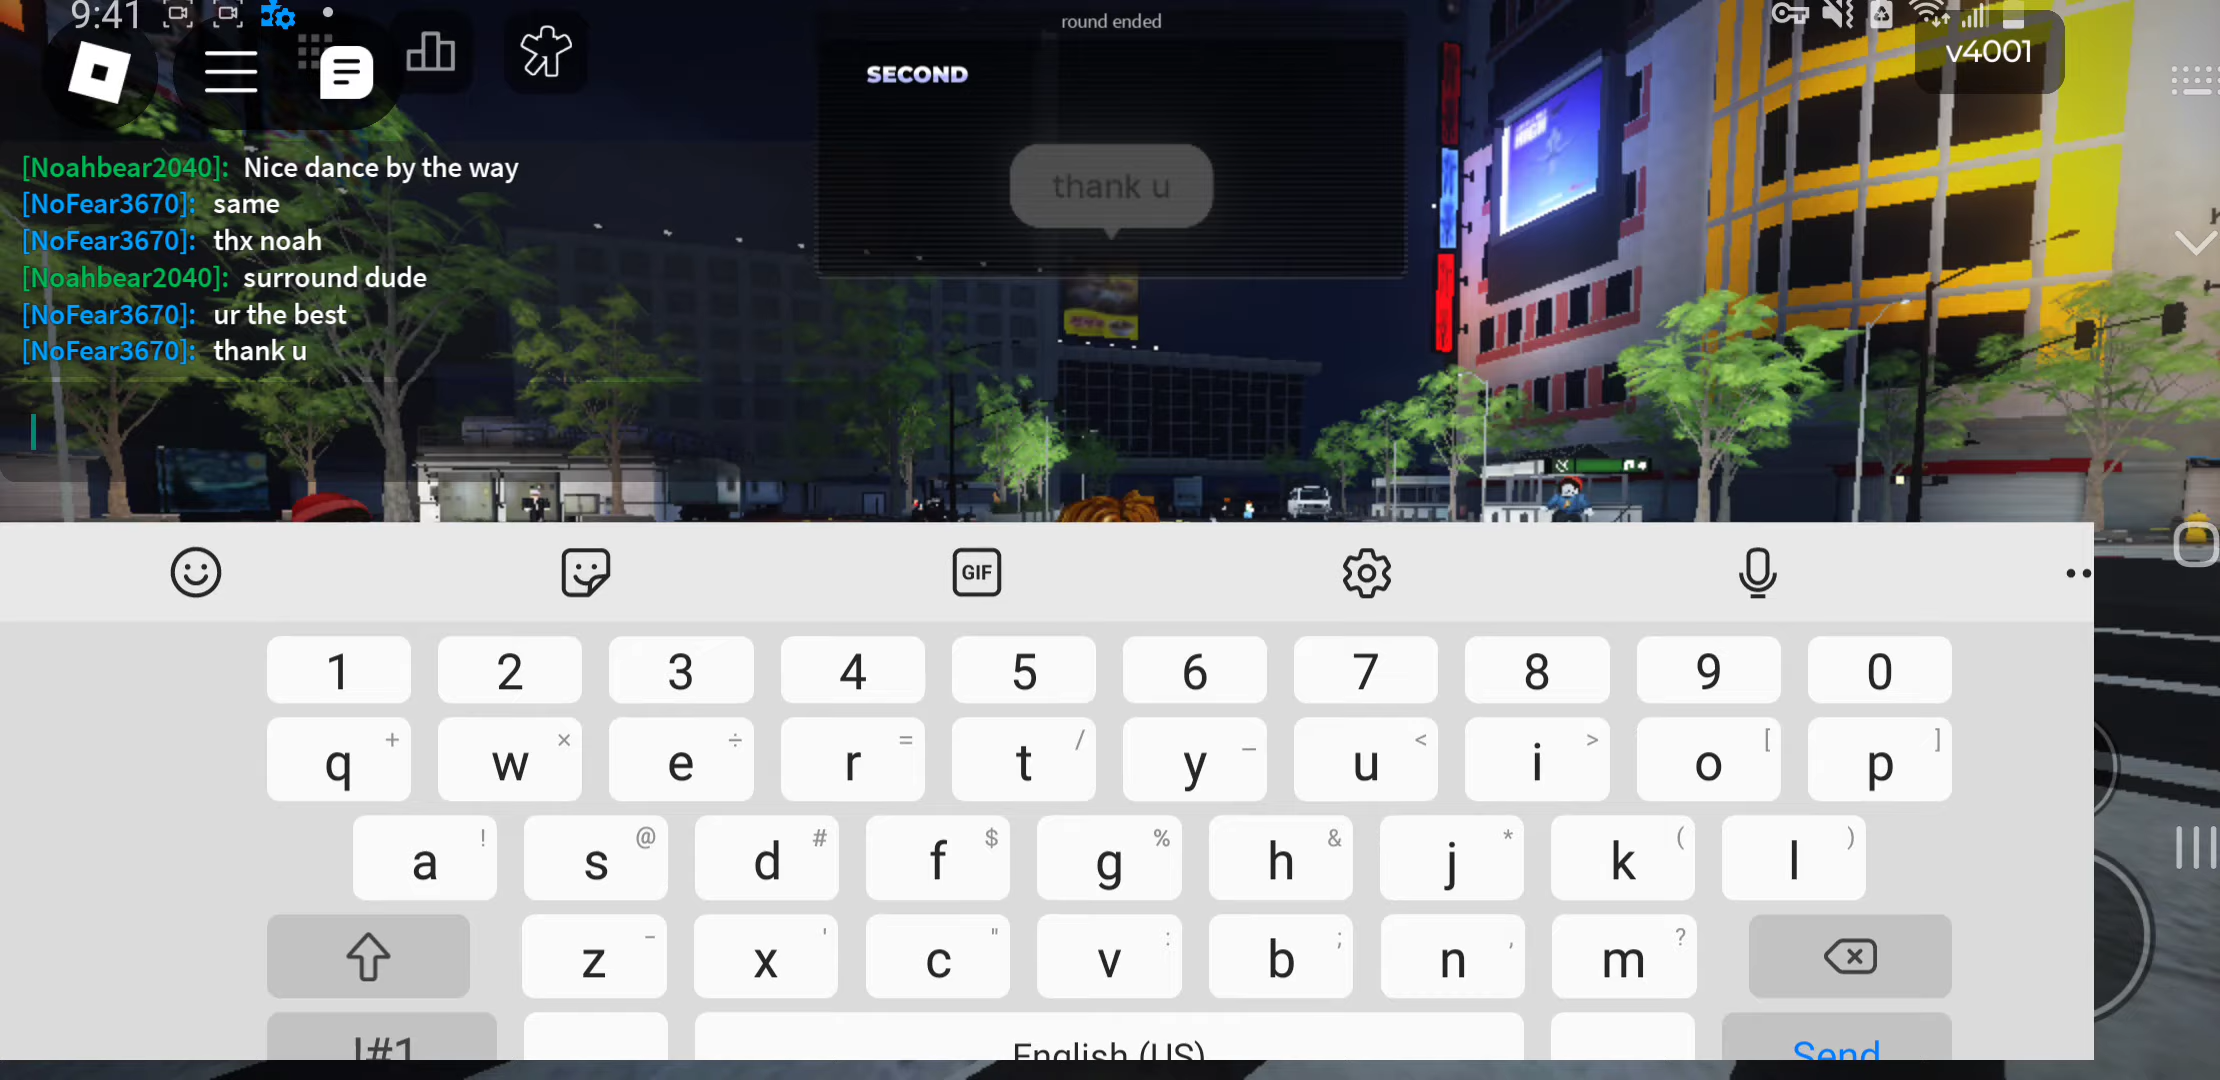 9:41
round ended
v4001
SECOND
thank u
[Noahbear2040]: Nice dance by the way
[NoFear3670]: same
[NoFear3670]: thx noah
[Noahbear2040]: surround dude
[NoFear3670]: ur the best
[NoFear3670]: thank u
GIF
1 2 3 4 5 6 7 8 9 0
q + w × e ÷ r = t / y _ u < i > o [ p ]
a ! s @ d # f $ g % h & j * k ( l )
z - x ' c " v : b ; n , m ?
!#1 English (US) Send